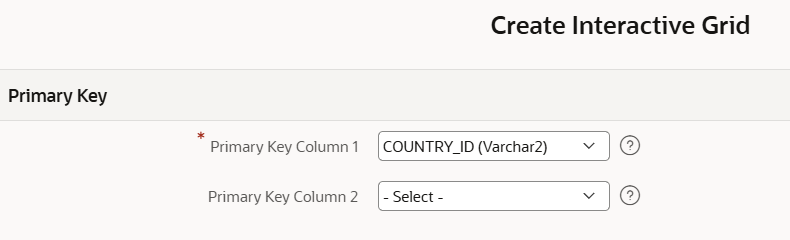 Create Interactive Grid
Primary Key
* Primary Key Column 1 COUNTRY_ID (Varchar2) ?
Primary Key Column 2 - Select - ?